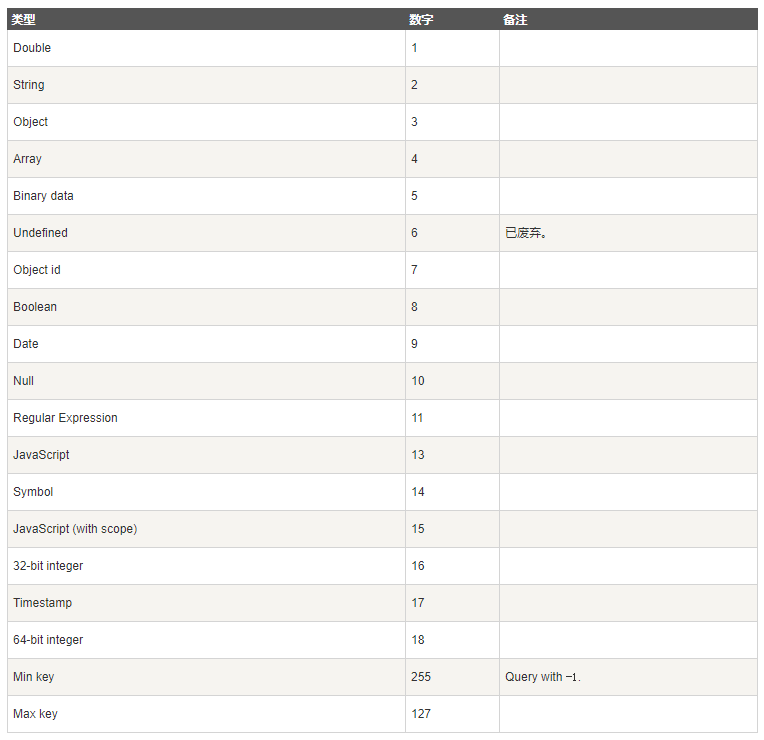 类型 数字 备注
Double 1
String 2
Object 3
Array 4
Binary data 5
Undefined 6 已废弃。
Object id 7
Boolean 8
Date 9
Null 10
Regular Expression 11
JavaScript 13
Symbol 14
JavaScript (with scope) 15
32-bit integer 16
Timestamp 17
64-bit integer 18
Min key 255 Query with −1.
Max key 127